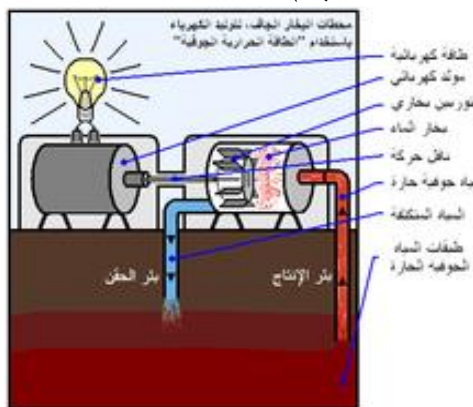 محطات البخار الجاف، لتوليد الكهرباء
باستخدام "الطاقة الحرارية الجوفية"
طاقة كهربائية
مولد كهربائي
توربين بخاري
بخار الماء
ناقل حركة
مياه جوفية حارة
المياه المتكثفة
طبقات المياه
الجوفية الحارة
بئر الإنتاج
بئر الحقن